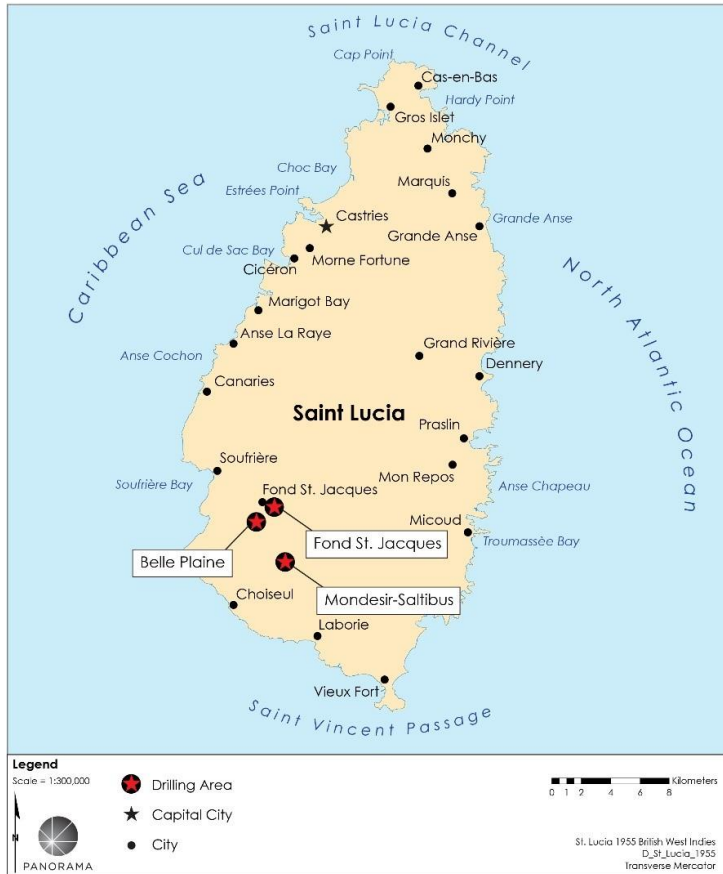 Saint Lucia Channel
Cap Point
Cas-en-Bas
Hardy Point
Gros Islet
Monchy
Choc Bay
Marquis
Estrées Point
Castries
Grande Anse
Grande Anse
Caribbean Sea
Cul de Sac Bay
Morne Fortune
Cicéron
North Atlantic Ocean
Marigot Bay
Anse La Raye
Grand Rivière
Anse Cochon
Dennery
Canaries
Saint Lucia
Praslin
Soufrière
Mon Repos
Soufrière Bay
Anse Chapeau
Fond St. Jacques
Micoud
Fond St. Jacques
Troumassèe Bay
Belle Plaine
Mondesir-Saltibus
Choiseul
Laborie
Vieux Fort
Saint Vincent Passage
Legend
Scale = 1:300,000
Drilling Area
Kilometers
0 1 2 4 6 8
Capital City
N
City
PANORAMA
St. Lucia 1955 British West Indies
D_St_Lucia_1955
Transverse Mercator